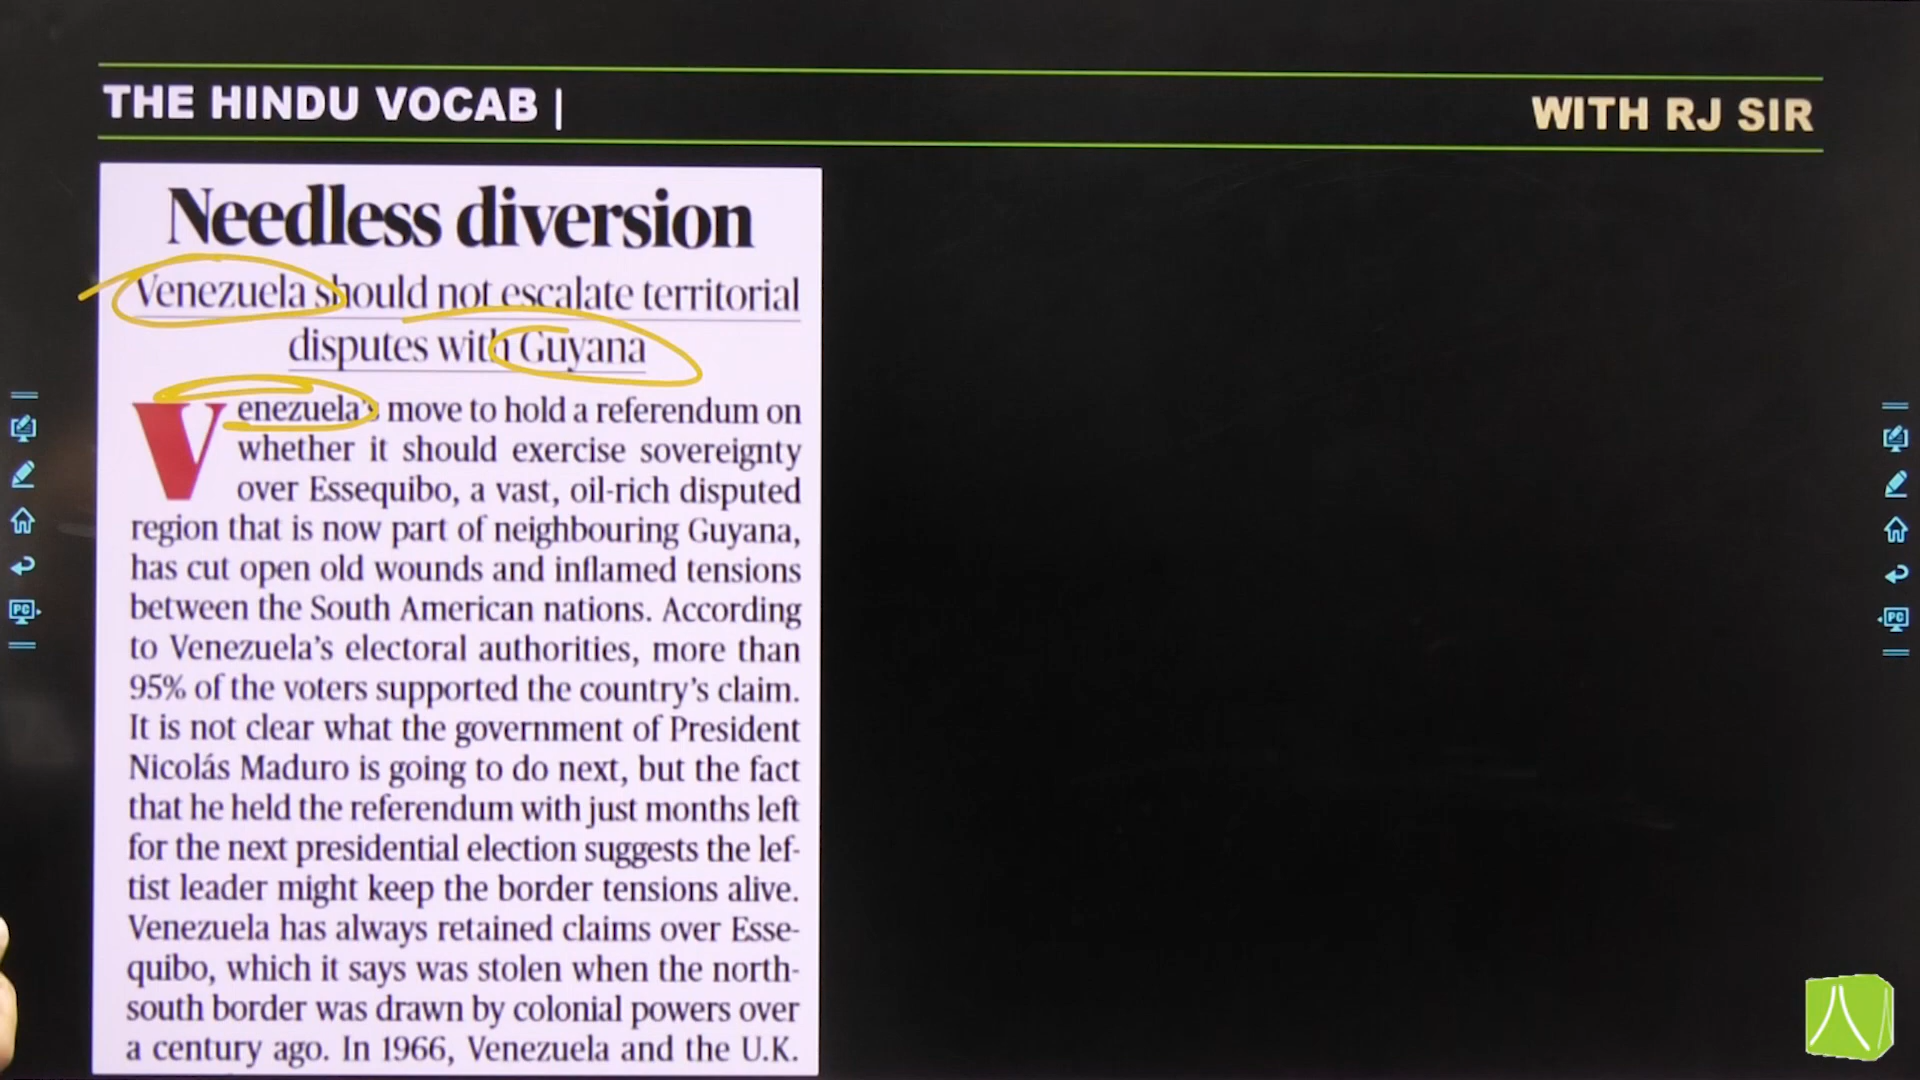 THE HINDU VOCAB |
WITH RJ SIR
Needless diversion
Venezuela should not escalate territorial
disputes with Guyana
Venezuela's move to hold a referendum on
whether it should exercise sovereignty
over Essequibo, a vast, oil-rich disputed
region that is now part of neighbouring Guyana,
has cut open old wounds and inflamed tensions
between the South American nations. According
to Venezuela's electoral authorities, more than
95% of the voters supported the country's claim.
It is not clear what the government of President
Nicolás Maduro is going to do next, but the fact
that he held the referendum with just months left
for the next presidential election suggests the lef-
tist leader might keep the border tensions alive.
Venezuela has always retained claims over Esse-
quibo, which it says was stolen when the north-
south border was drawn by colonial powers over
a century ago. In 1966, Venezuela and the U.K.
PC
PC